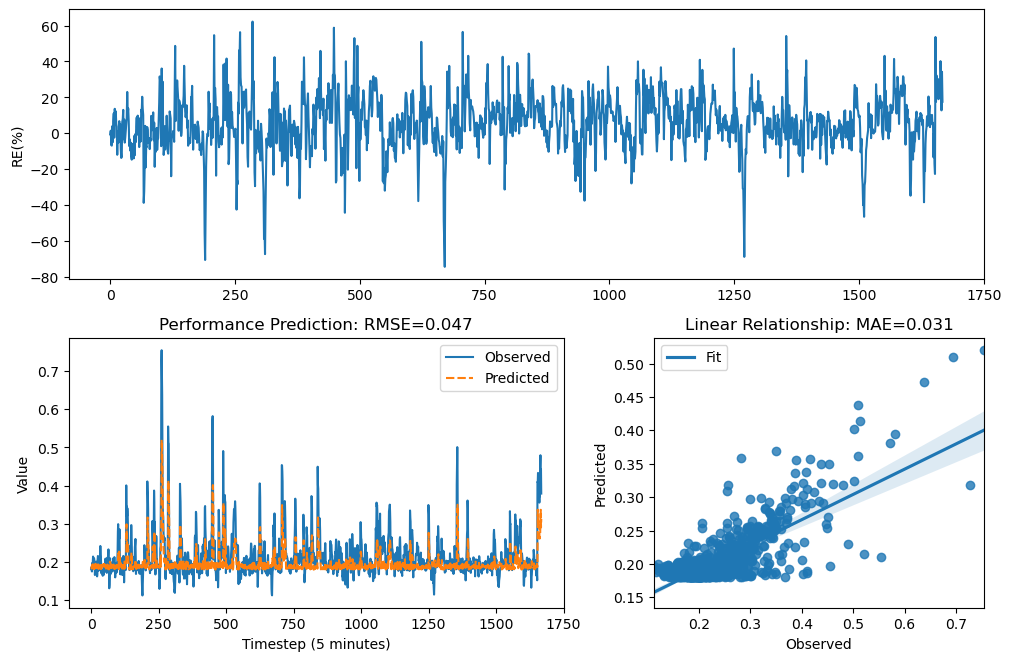 RE(%)
60
40
20
0
−20
−40
−60
−80
0 250 500 750 1000 1250 1500 1750
Performance Prediction: RMSE=0.047
Value
0.7
0.6
0.5
0.4
0.3
0.2
0.1
Observed
Predicted
0 250 500 750 1000 1250 1500 1750
Timestep (5 minutes)
Linear Relationship: MAE=0.031
Predicted
0.50
0.45
0.40
0.35
0.30
0.25
0.20
0.15
Fit
0.2 0.3 0.4 0.5 0.6 0.7
Observed